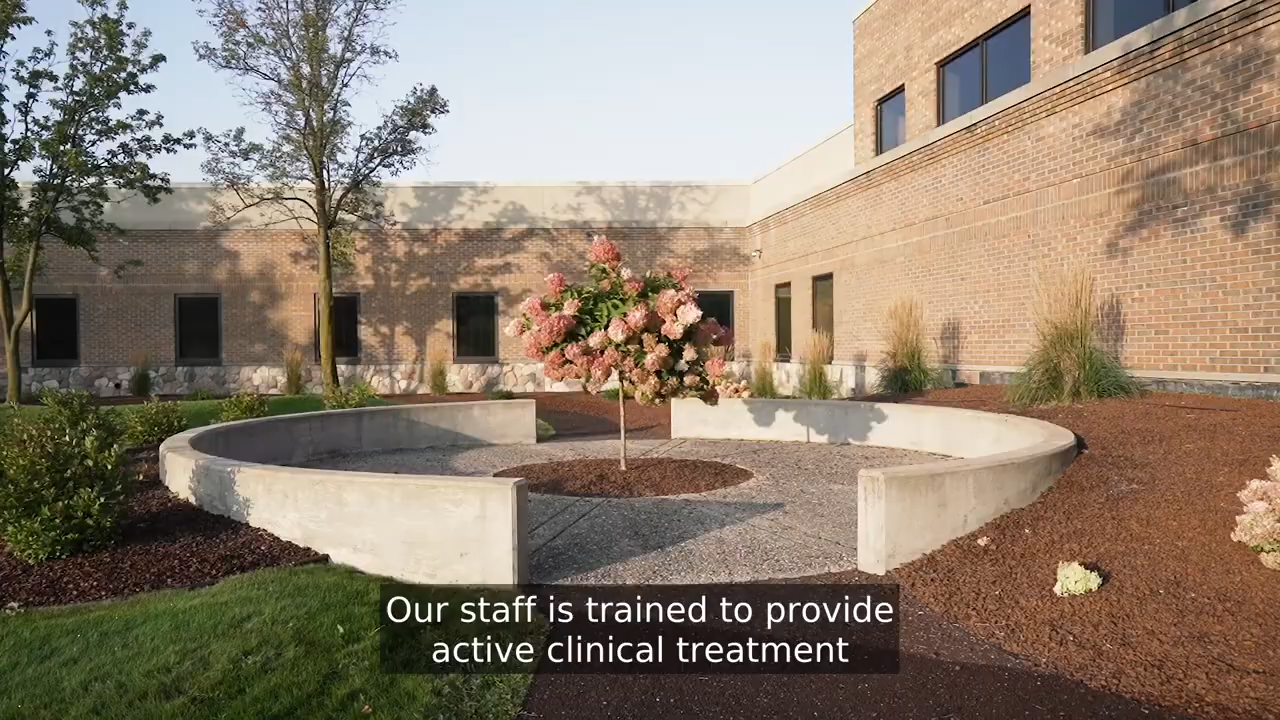 Our staff is trained to provide
active clinical treatment